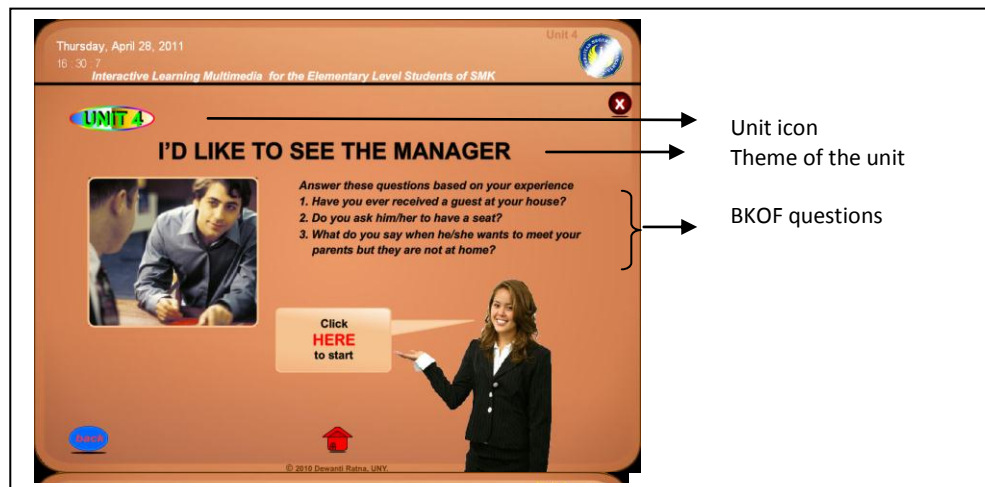 Unit 4
Thursday, April 28, 2011
16 : 30 : 7
Interactive Learning Multimedia for the Elementary Level Students of SMK
X
UNIT 4
Unit icon
I'D LIKE TO SEE THE MANAGER
Theme of the unit
Answer these questions based on your experience
1. Have you ever received a guest at your house?
2. Do you ask him/her to have a seat?
3. What do you say when he/she wants to meet your
parents but they are not at home?
BKOF questions
Click
HERE
to start
back
© 2010 Dewanti Ratna, UNY.